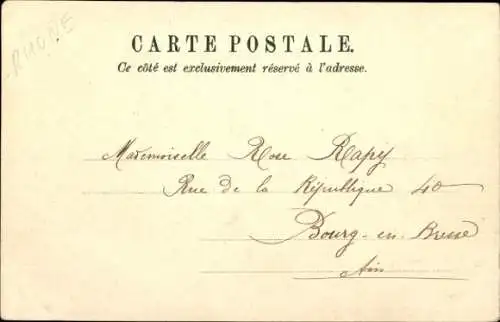 RHONE
CARTE POSTALE.
Ce côté est exclusivement réservé à l'adresse.
Mademoiselle Rose Rapy
Rue de la République 40
Bourg-en-Bresse
Ain